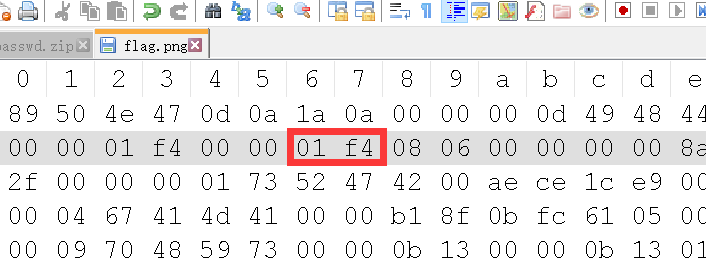 passwd.zip flag.png
0 1 2 3 4 5 6 7 8 9 a b c d e
89 50 4e 47 0d 0a 1a 0a 00 00 00 0d 49 48 44
00 00 01 f4 00 00 01 f4 08 06 00 00 00 00 8a
2f 00 00 00 01 73 52 47 42 00 ae ce 1c e9 00
00 04 67 41 4d 41 00 00 b1 8f 0b fc 61 05 00
00 09 70 48 59 73 00 00 0b 13 00 00 0b 13 01